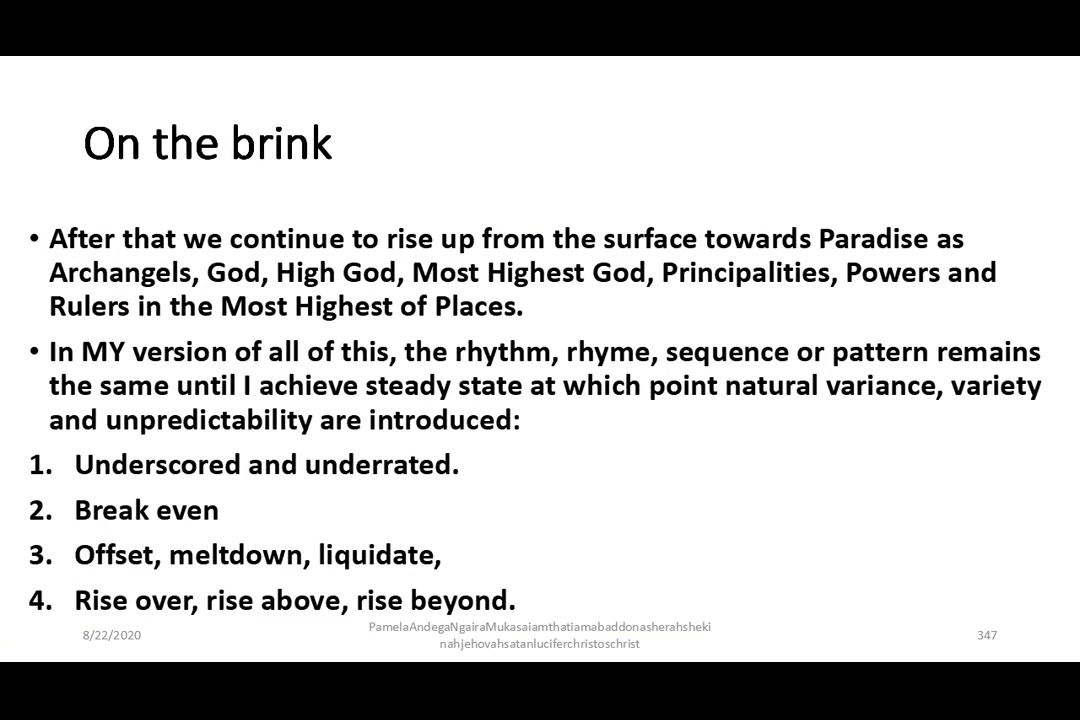 On the brink
• After that we continue to rise up from the surface towards Paradise as
Archangels, God, High God, Most Highest God, Principalities, Powers and
Rulers in the Most Highest of Places.
• In MY version of all of this, the rhythm, rhyme, sequence or pattern remains
the same until I achieve steady state at which point natural variance, variety
and unpredictability are introduced:
1. Underscored and underrated.
2. Break even
3. Offset, meltdown, liquidate,
4. Rise over, rise above, rise beyond.
8/22/2020
PamelaAndegaNgairaMukasaiamthatiamabaddonasherahsheki
nahjehovahsatanluciferchristoschrist
347